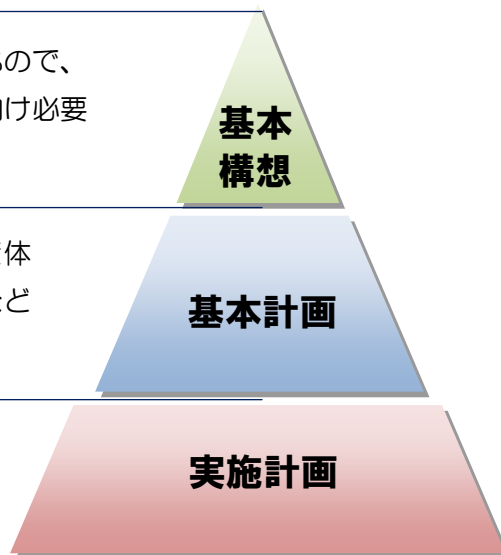 ので、
け必要
基本
構想
体
ど
基本計画
実施計画